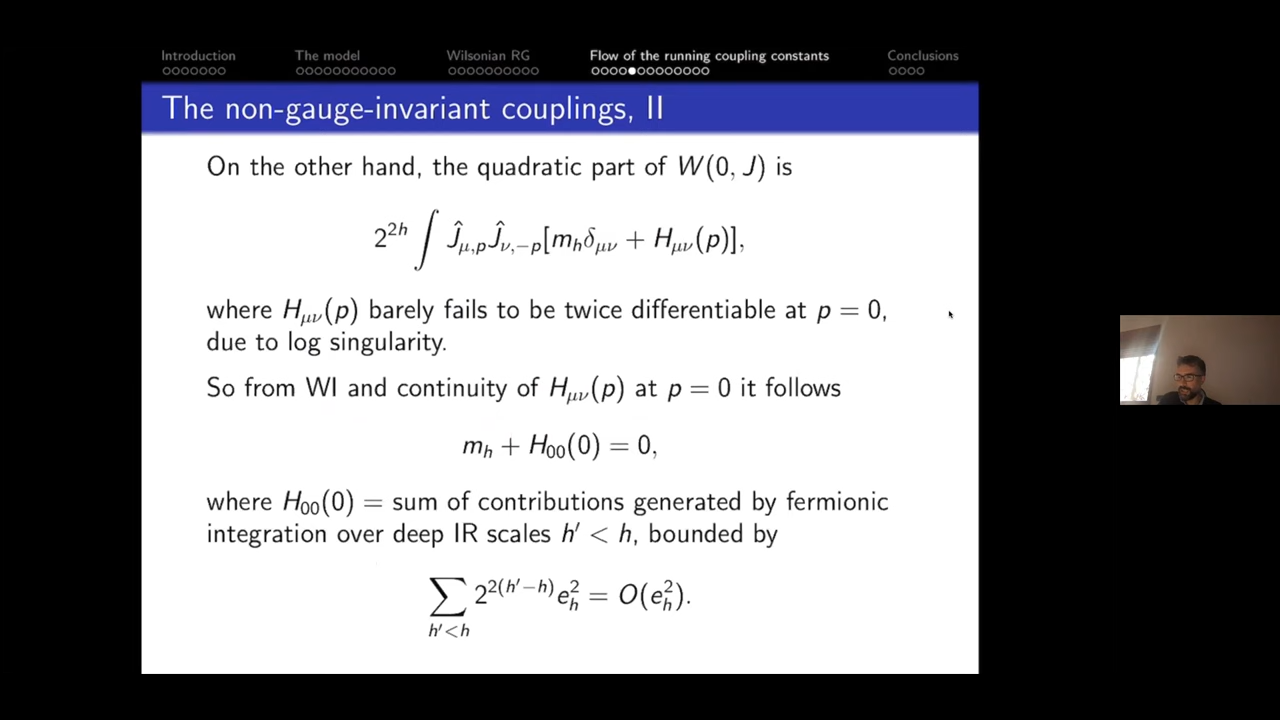 Introduction
The model
Wilsonian RG
Flow of the running coupling constants
Conclusions
The non-gauge-invariant couplings, II
On the other hand, the quadratic part of W(0, J) is
2^{2h} ∫ Ĵ_{μ,p} Ĵ_{ν,−p}[m_h δ_{μν} + H_{μν}(p)],
where H_{μν}(p) barely fails to be twice differentiable at p = 0,
due to log singularity.
So from WI and continuity of H_{μν}(p) at p = 0 it follows
m_h + H_{00}(0) = 0,
where H_{00}(0) = sum of contributions generated by fermionic
integration over deep IR scales h′ < h, bounded by
∑_{h′<h} 2^{2(h′−h)} e_h^2 = O(e_h^2).